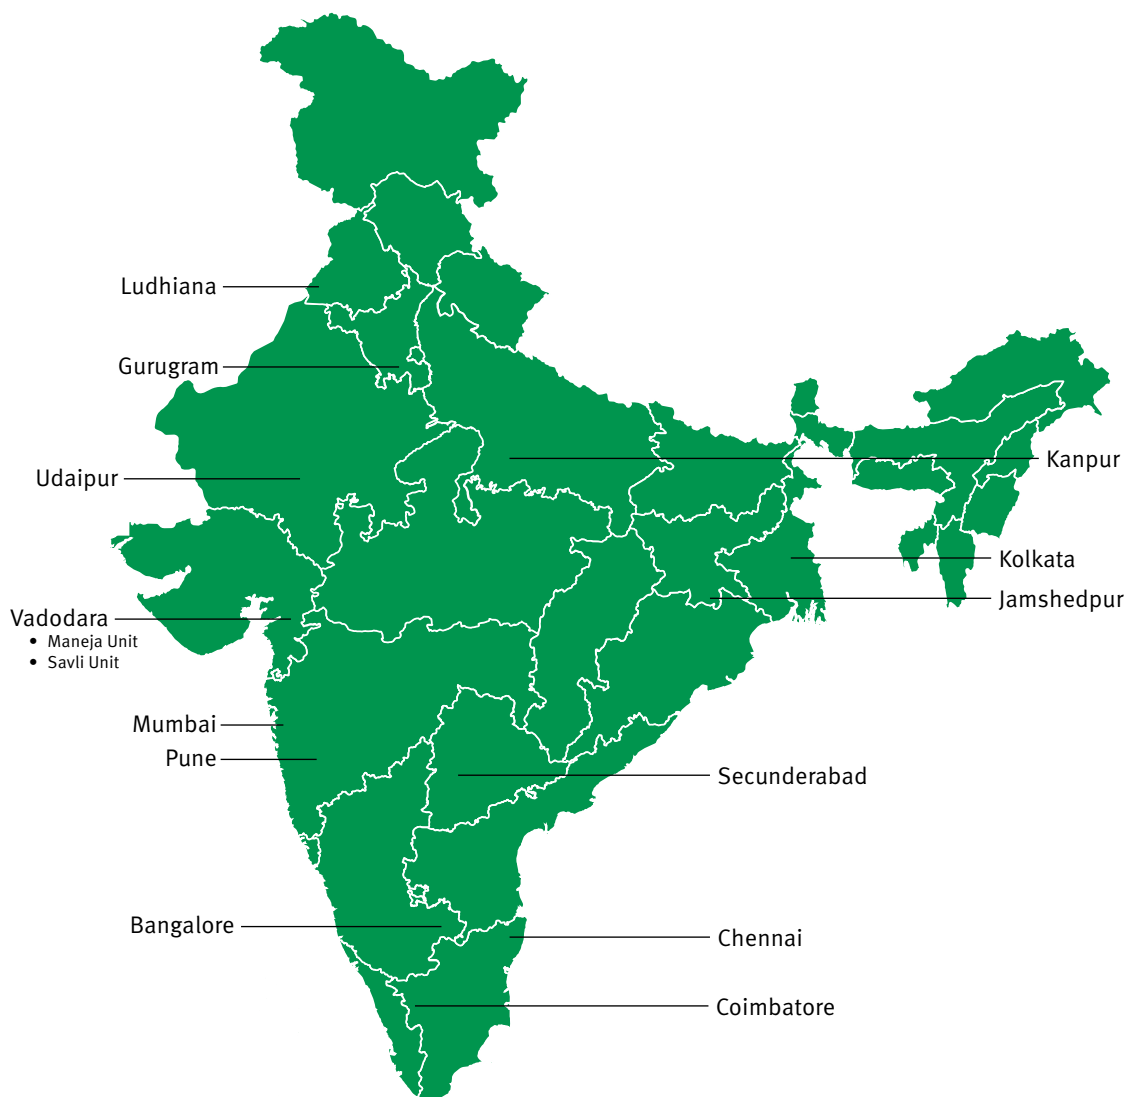 Ludhiana
Gurugram
Kanpur
Udaipur
Kolkata
Jamshedpur
Vadodara
• Maneja Unit
• Savli Unit
Mumbai
Pune
Secunderabad
Bangalore
Chennai
Coimbatore